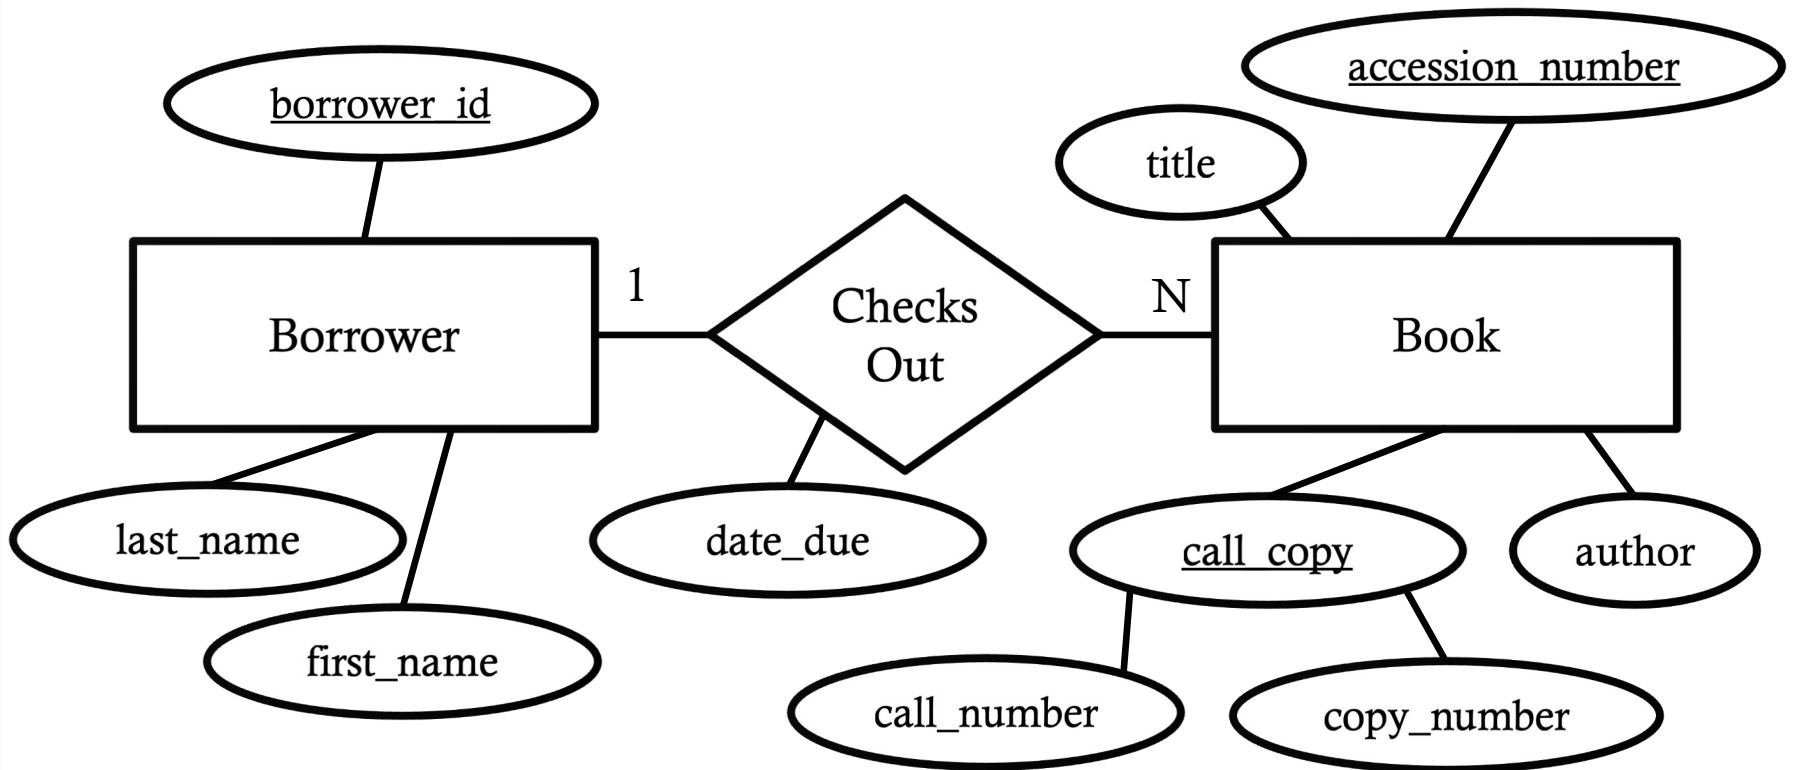 accession_number
borrower_id
title
Borrower
1
Checks
Out
N
Book
last_name
date_due
call_copy
author
first_name
call_number
copy_number